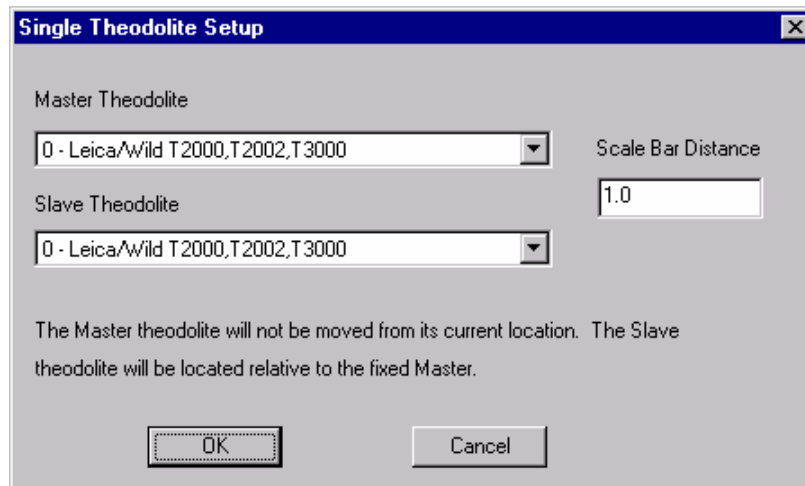 Single Theodolite Setup
Master Theodolite
0 - Leica/Wild T2000,T2002,T3000
Scale Bar Distance
1.0
Slave Theodolite
0 - Leica/Wild T2000,T2002,T3000
The Master theodolite will not be moved from its current location.  The Slave
theodolite will be located relative to the fixed Master.
OK
Cancel